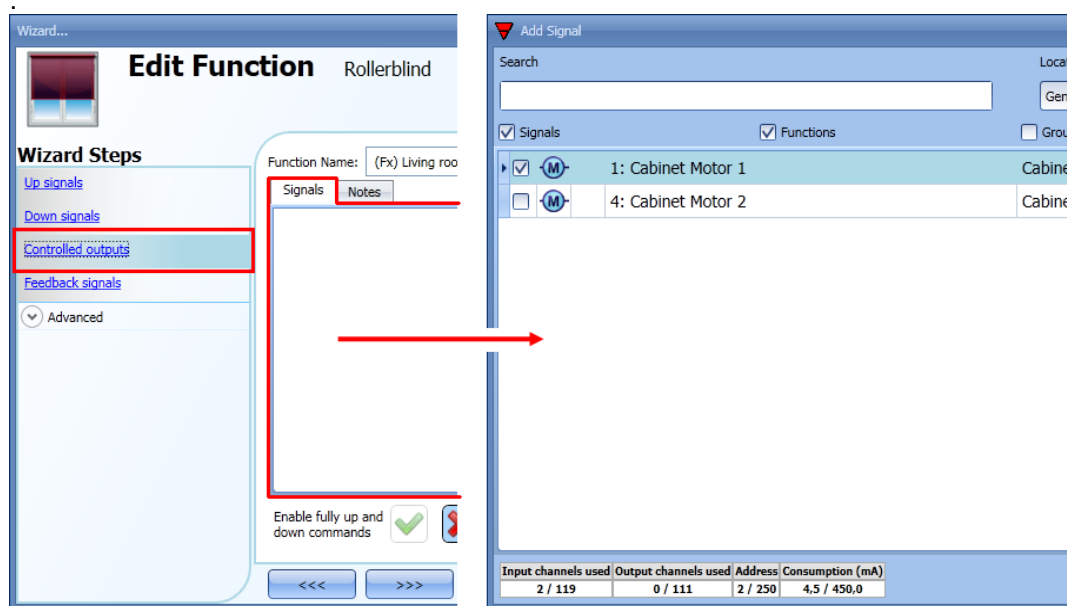 .
Wizard...
Edit Function Rollerblind
Wizard Steps
Up signals
Down signals
Controlled outputs
Feedback signals
Advanced
Function Name: (Fx) Living roo
Signals Notes
Enable fully up and
down commands
<<< >>>
Add Signal
Search Locat
Gen
Signals Functions Grou
M 1: Cabinet Motor 1 Cabine
M 4: Cabinet Motor 2 Cabine
Input channels used Output channels used Address Consumption (mA)
2 / 119 0 / 111 2 / 250 4,5 / 450,0